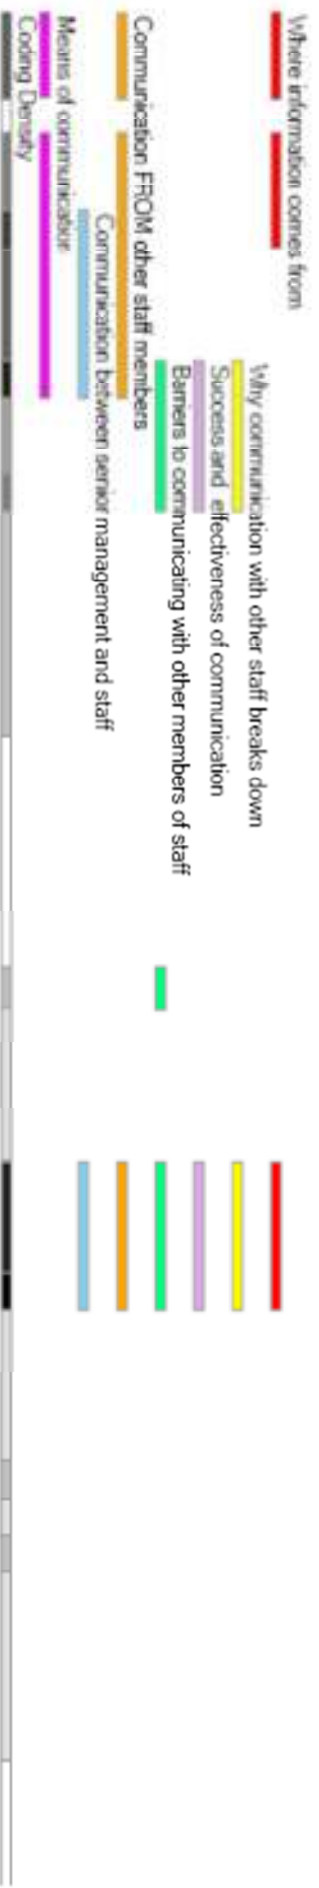 Where information comes from
Why communication with other staff breaks down
Success and effectiveness of communication
Barriers to communicating with other members of staff
Communication FROM other staff members
Communication between senior management and staff
Means of communication
Coding Density